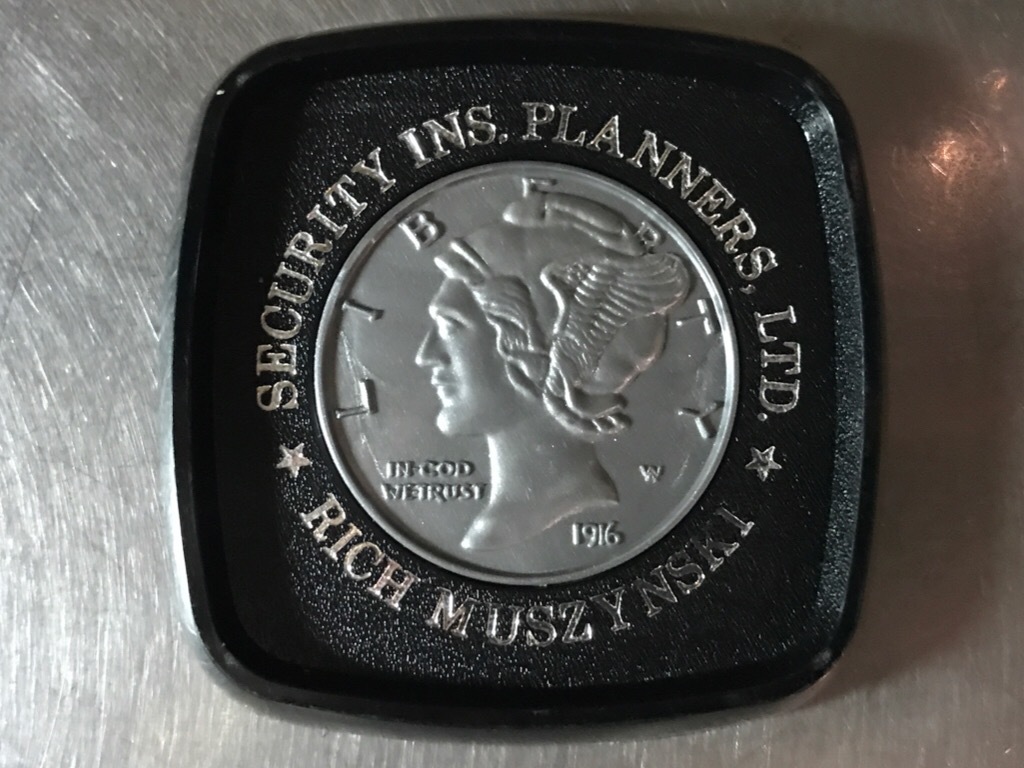 SECURITY INS. PLANNERS, LTD.
RICH MUSZYNSKI
LIBERTY
IN·GOD
WE TRUST
W
1916